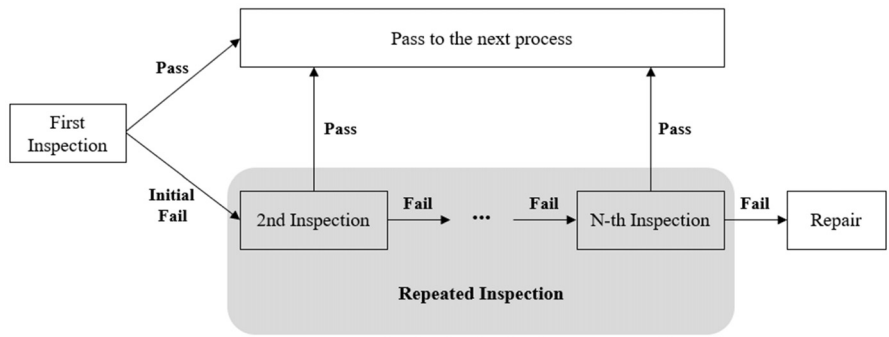 Pass to the next process
Pass
First
Inspection
Pass
Pass
Initial
Fail
2nd Inspection
Fail
...
Fail
N-th Inspection
Fail
Repair
Repeated Inspection